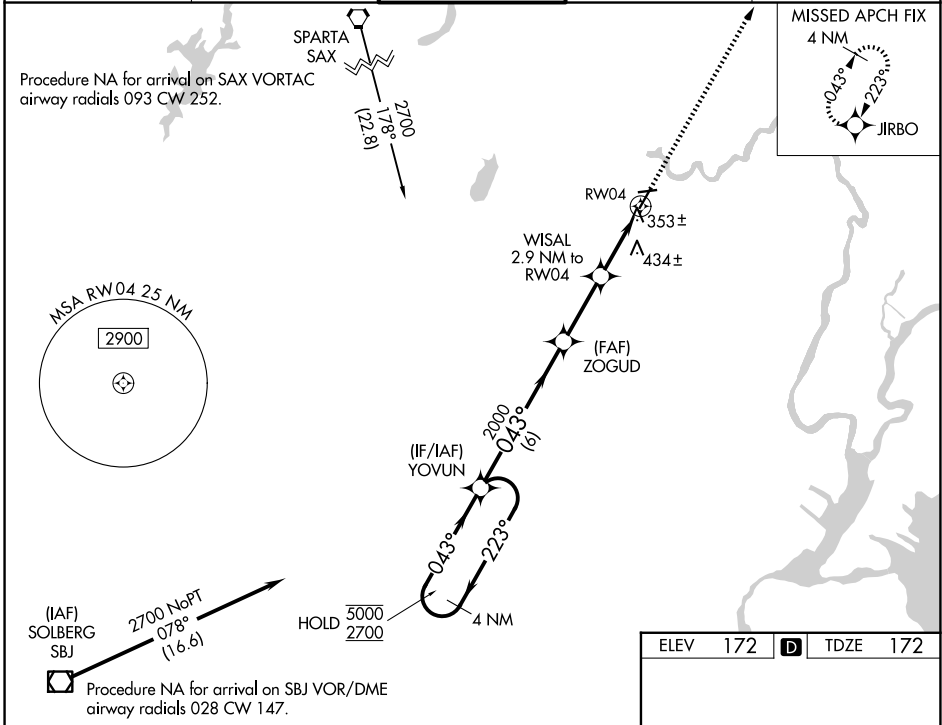 SPARTA
SAX
Procedure NA for arrival on SAX VORTAC
airway radials 093 CW 252.
2700
178°
(22.8)
MISSED APCH FIX
4 NM
043°
223°
JIRBO
RW04
353±
434±
WISAL
2.9 NM to
RW04
MSA RW04 25 NM
2900
(FAF)
ZOGUD
2000
043°
(6)
(IF/IAF)
YOVUN
043°
223°
HOLD 5000
2700
4 NM
(IAF)
SOLBERG
SBJ
2700 NoPT
078°
(16.6)
Procedure NA for arrival on SBJ VOR/DME
airway radials 028 CW 147.
ELEV 172 D TDZE 172